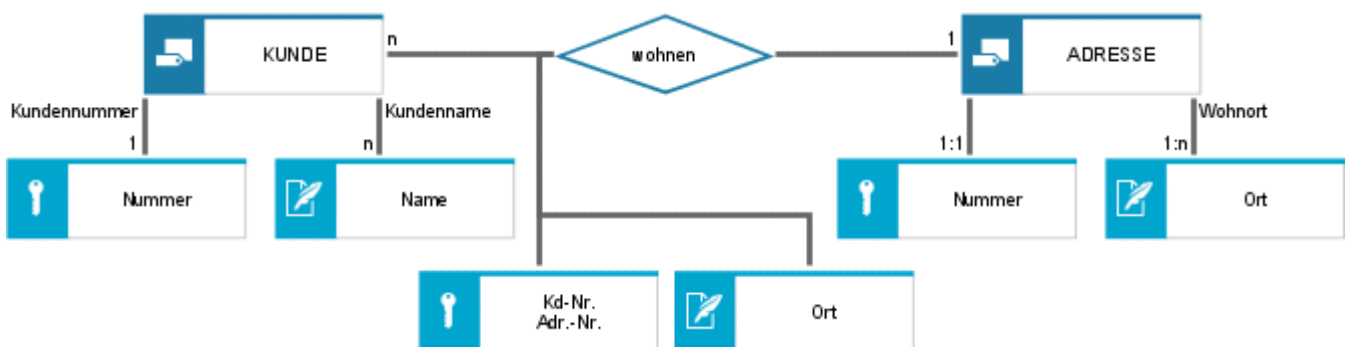 KUNDE
n
wohnen
1
ADRESSE
Kundennummer
Kundenname
Wohnort
1
n
1:1
1:n
Nummer
Name
Nummer
Ort
Kd-Nr.
Adr.-Nr.
Ort